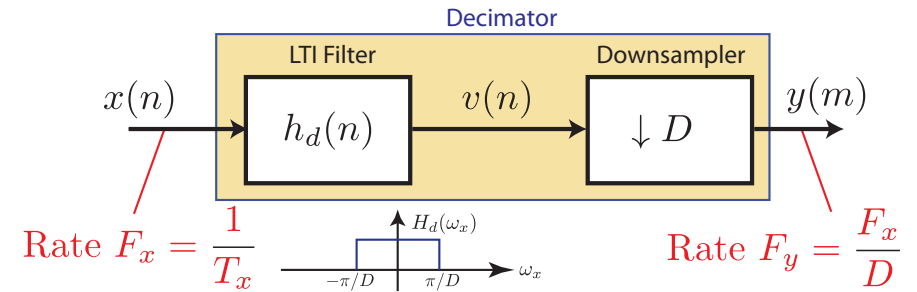 Decimator
LTI Filter
Downsampler
x(n)
h_d(n)
v(n)
↓ D
y(m)
Rate F_x = 1/T_x
H_d(ω_x)
ω_x
−π/D
π/D
Rate F_y = F_x/D